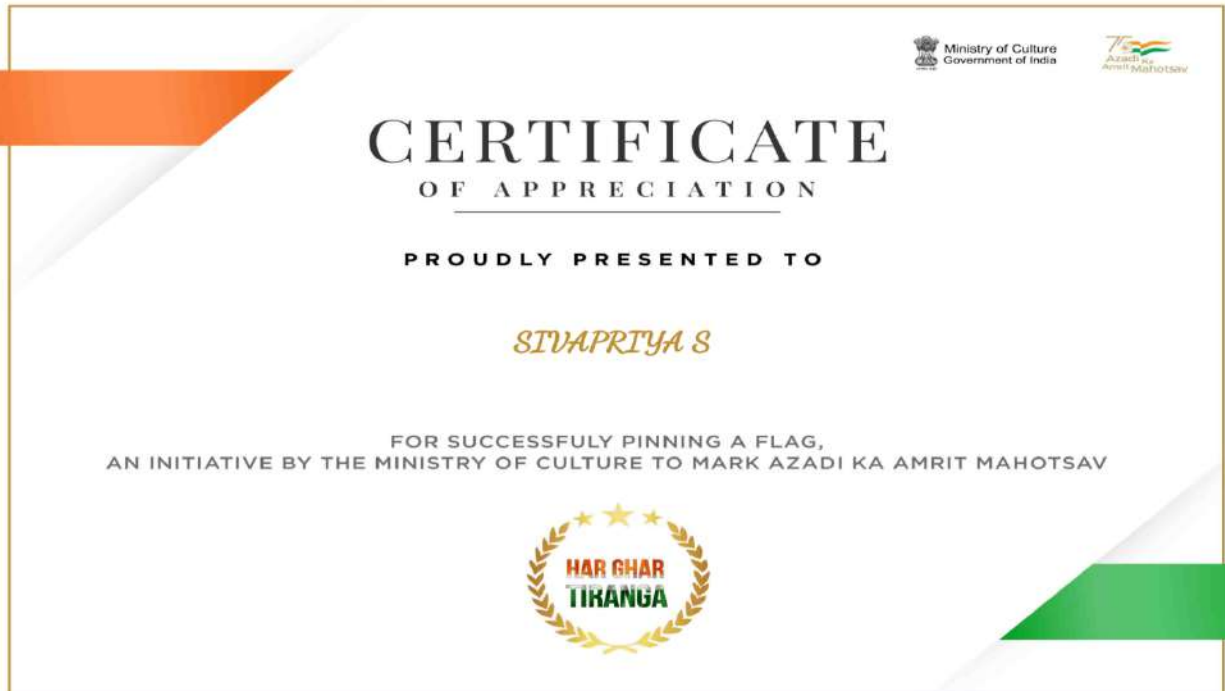 Ministry of Culture
Government of India
Azadi Ka
Amrit Mahotsav
CERTIFICATE
OF APPRECIATION
PROUDLY PRESENTED TO
SIVAPRIYA S
FOR SUCCESSFULY PINNING A FLAG,
AN INITIATIVE BY THE MINISTRY OF CULTURE TO MARK AZADI KA AMRIT MAHOTSAV
HAR GHAR
TIRANGA